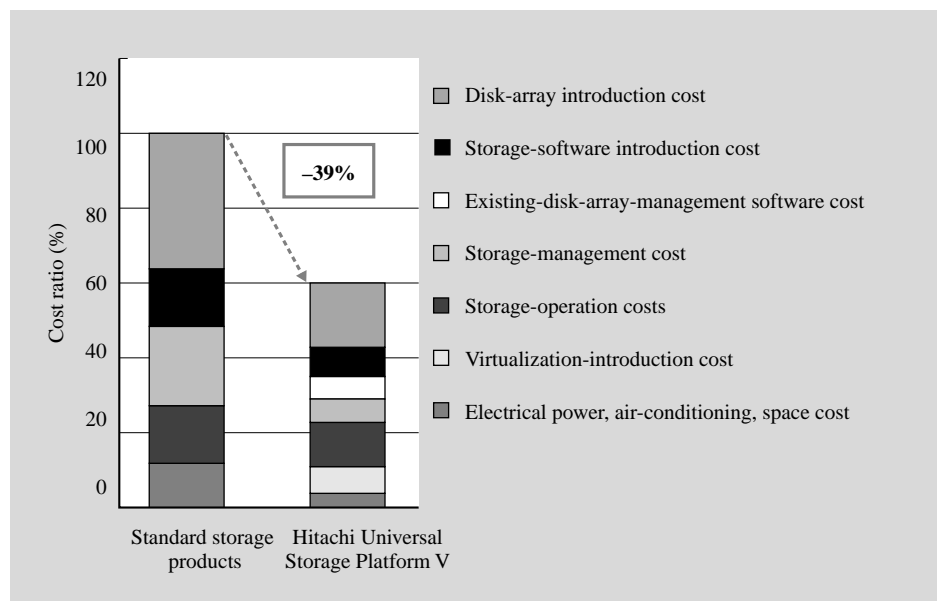 120
100
80
60
40
20
0
Cost ratio (%)
–39%
Disk-array introduction cost
Storage-software introduction cost
Existing-disk-array-management software cost
Storage-management cost
Storage-operation costs
Virtualization-introduction cost
Electrical power, air-conditioning, space cost
Standard storage
products
Hitachi Universal
Storage Platform V